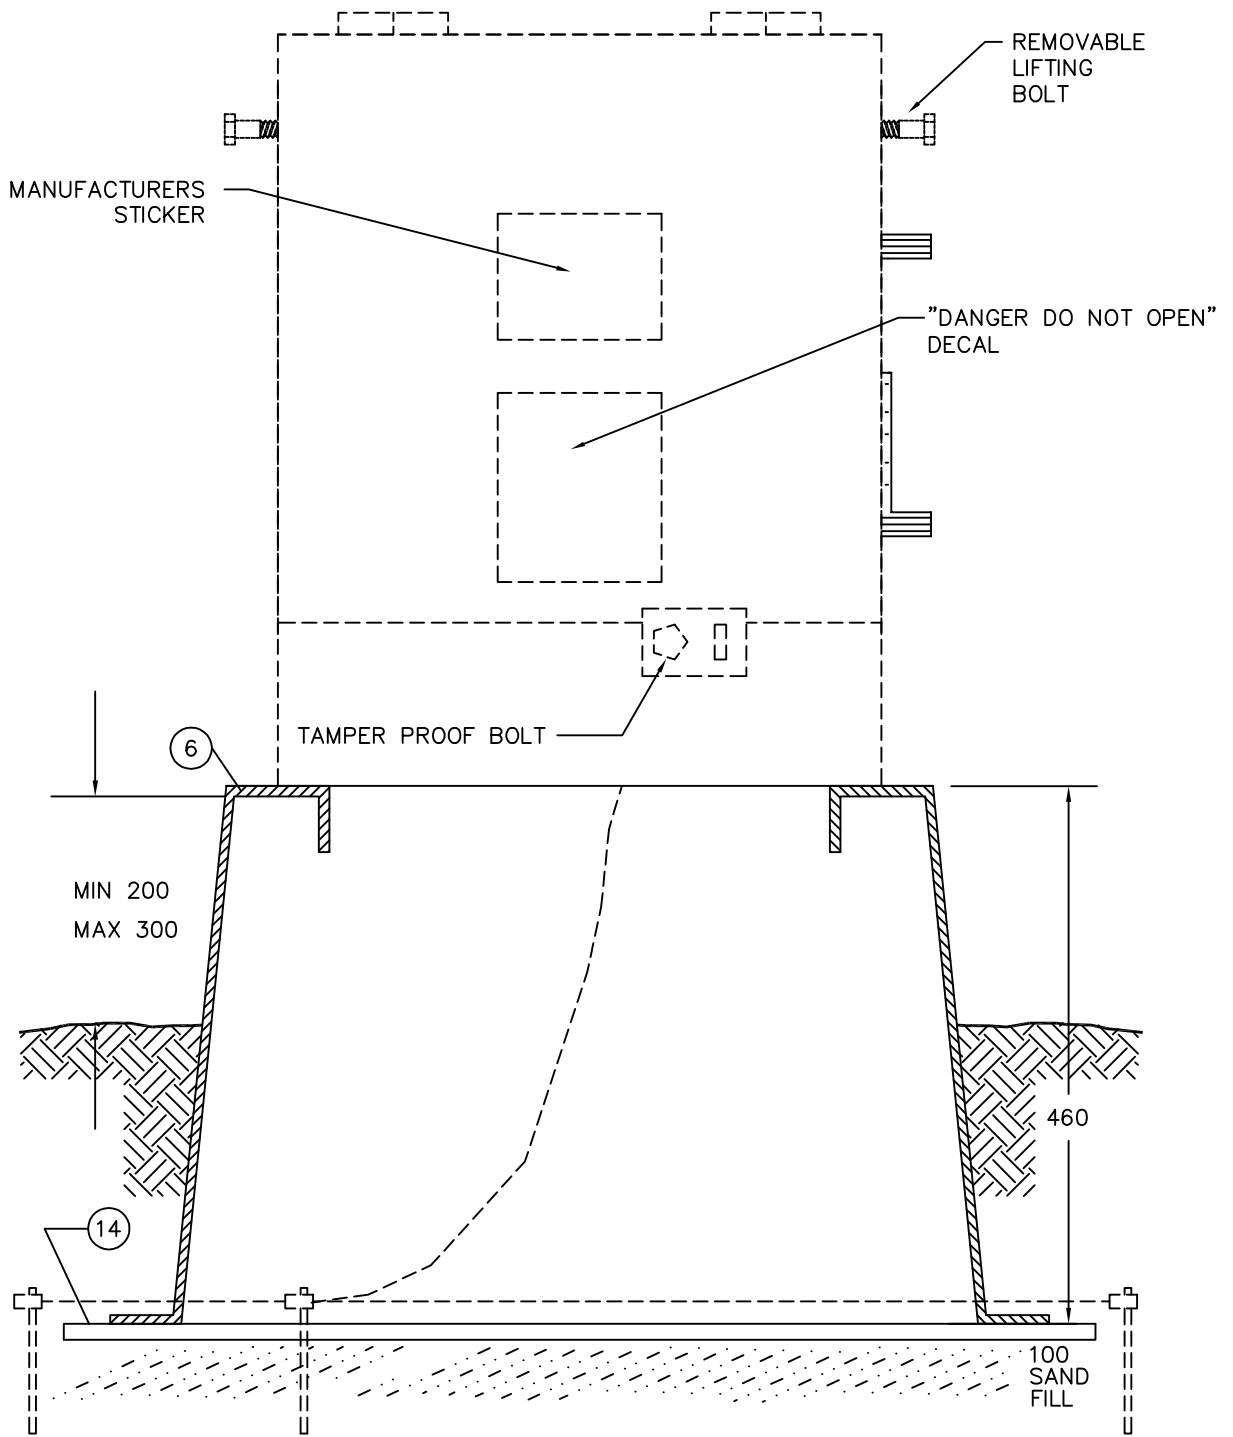 REMOVABLE
LIFTING
BOLT
MANUFACTURERS
STICKER
"DANGER DO NOT OPEN"
DECAL
TAMPER PROOF BOLT
6
MIN 200
MAX 300
460
14
100
SAND
FILL